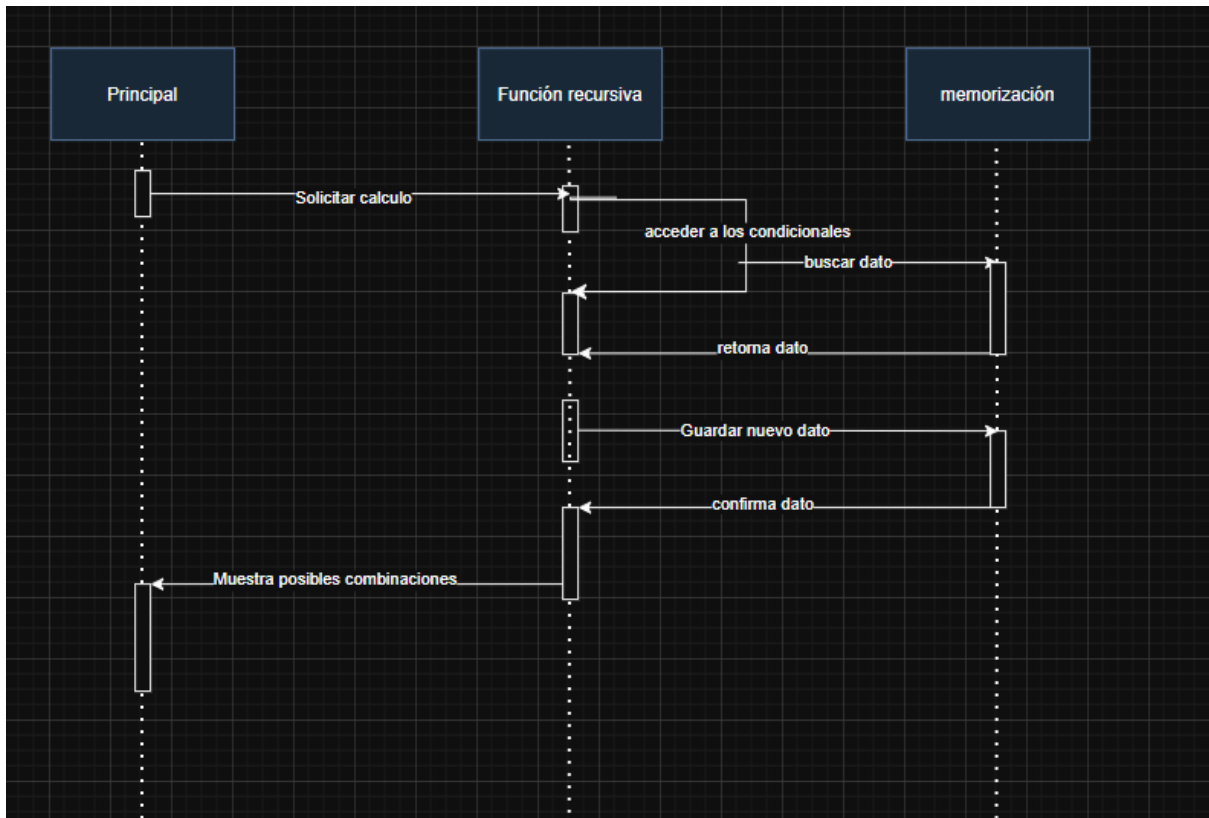 Principal
Función recursiva
memorización
Solicitar calculo
acceder a los condicionales
buscar dato
retorna dato
Guardar nuevo dato
confirma dato
Muestra posibles combinaciones